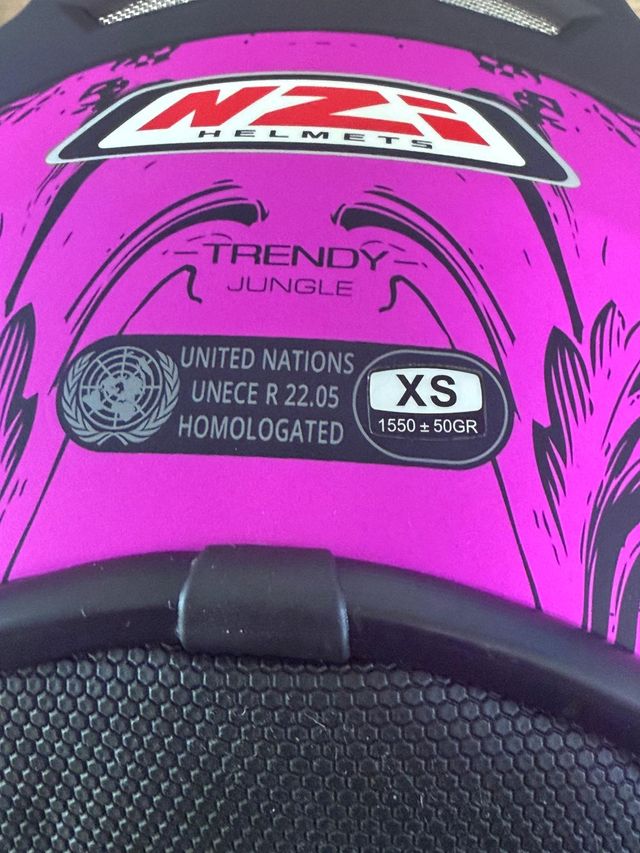 NZi
HELMETS
TRENDY
JUNGLE
UNITED NATIONS
UNECE R 22.05
HOMOLOGATED
XS
1550 ± 50GR